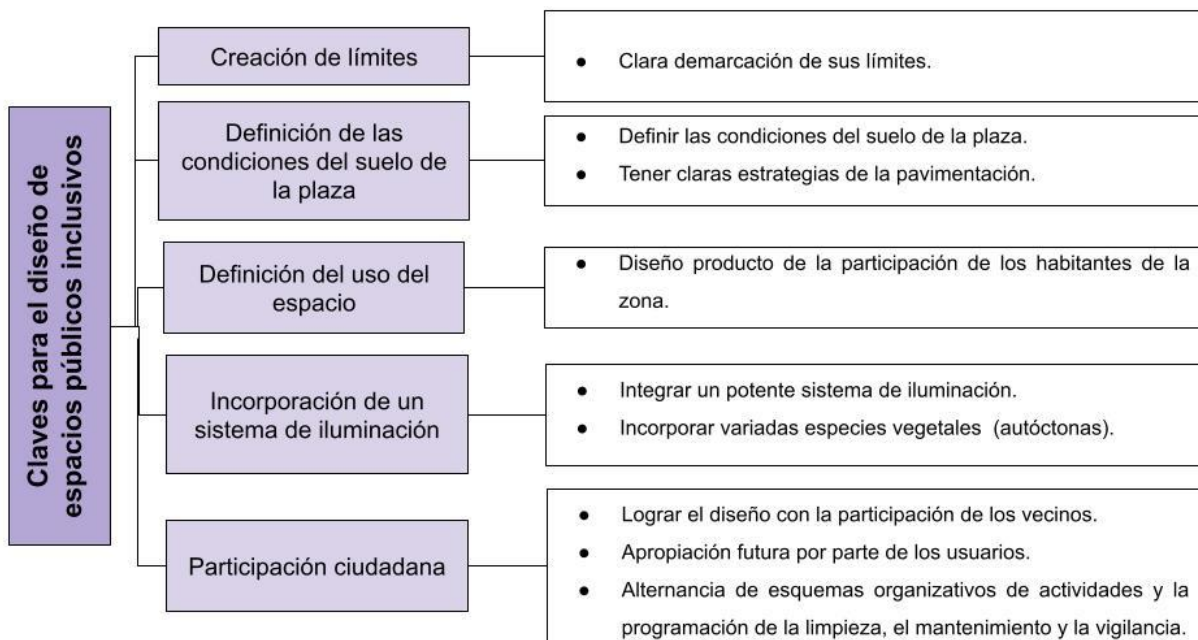 Claves para el diseño de
espacios públicos inclusivos
Creación de límites
● Clara demarcación de sus límites.
Definición de las
condiciones del suelo de
la plaza
● Definir las condiciones del suelo de la plaza.
● Tener claras estrategias de la pavimentación.
Definición del uso del
espacio
● Diseño producto de la participación de los habitantes de la
zona.
Incorporación de un
sistema de iluminación
● Integrar un potente sistema de iluminación.
● Incorporar variadas especies vegetales (autóctonas).
Participación ciudadana
● Lograr el diseño con la participación de los vecinos.
● Apropiación futura por parte de los usuarios.
● Alternancia de esquemas organizativos de actividades y la
programación de la limpieza, el mantenimiento y la vigilancia.